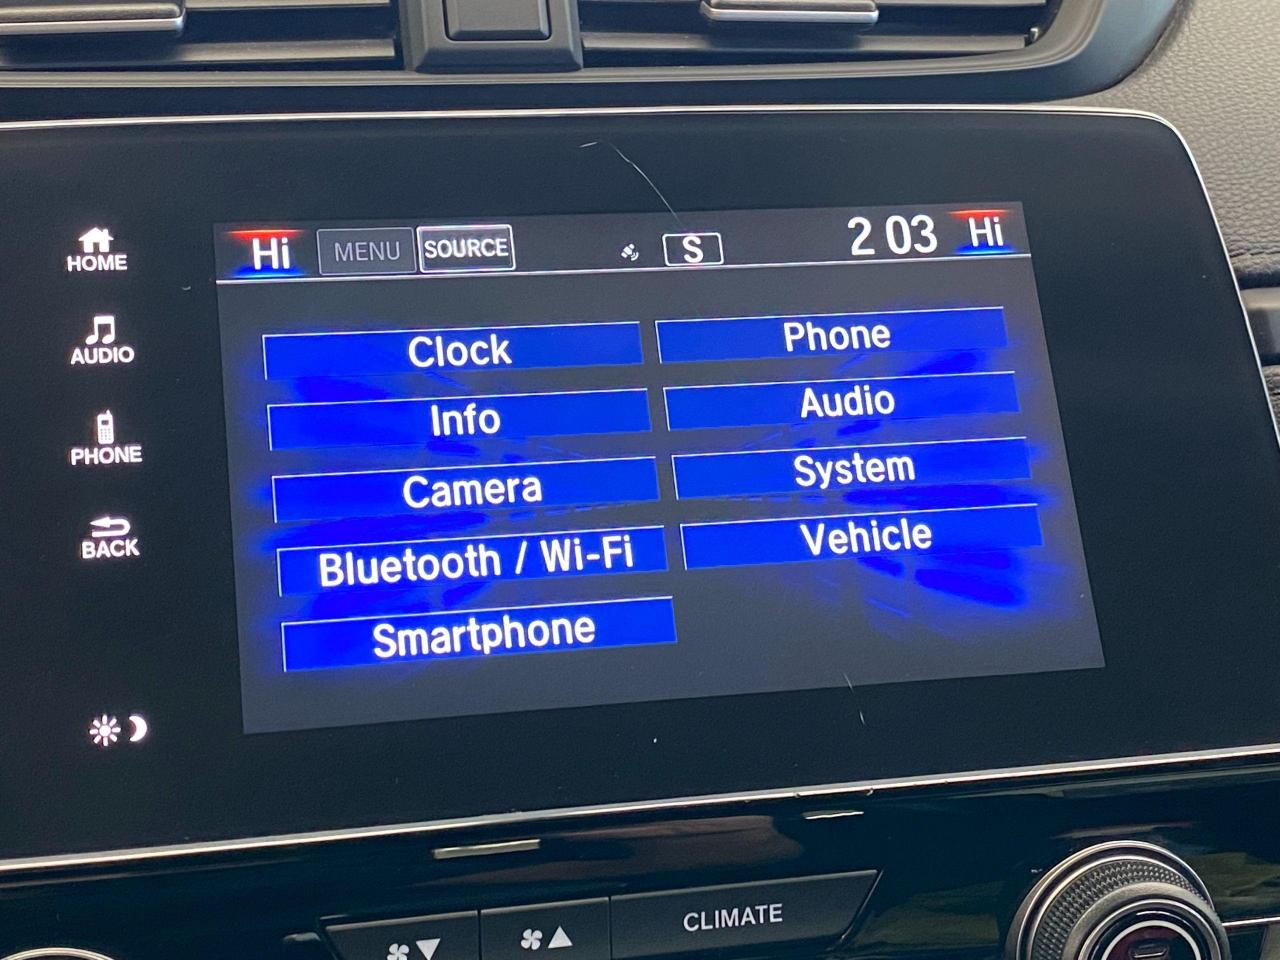 Hi MENU SOURCE S 2 03 Hi
HOME
AUDIO
PHONE
BACK
Clock
Phone
Info
Audio
Camera
System
Bluetooth / Wi-Fi
Vehicle
Smartphone
CLIMATE